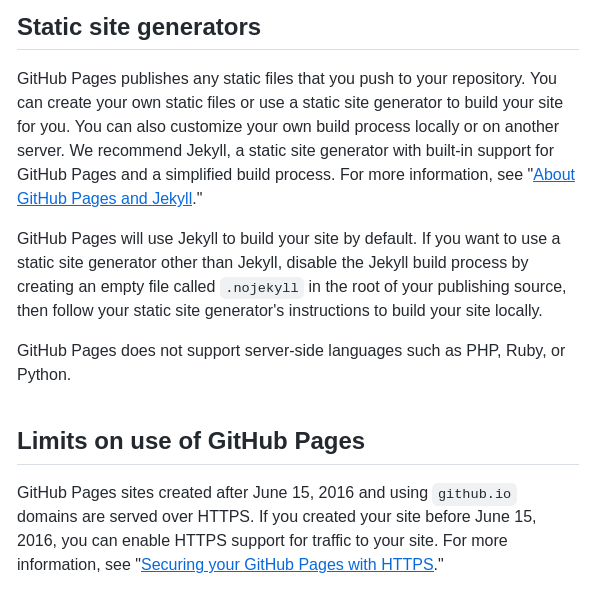 Static site generators
GitHub Pages publishes any static files that you push to your repository. You
can create your own static files or use a static site generator to build your site
for you. You can also customize your own build process locally or on another
server. We recommend Jekyll, a static site generator with built-in support for
GitHub Pages and a simplified build process. For more information, see "About
GitHub Pages and Jekyll."
GitHub Pages will use Jekyll to build your site by default. If you want to use a
static site generator other than Jekyll, disable the Jekyll build process by
creating an empty file called .nojekyll in the root of your publishing source,
then follow your static site generator's instructions to build your site locally.
GitHub Pages does not support server-side languages such as PHP, Ruby, or
Python.
Limits on use of GitHub Pages
GitHub Pages sites created after June 15, 2016 and using github.io
domains are served over HTTPS. If you created your site before June 15,
2016, you can enable HTTPS support for traffic to your site. For more
information, see "Securing your GitHub Pages with HTTPS."